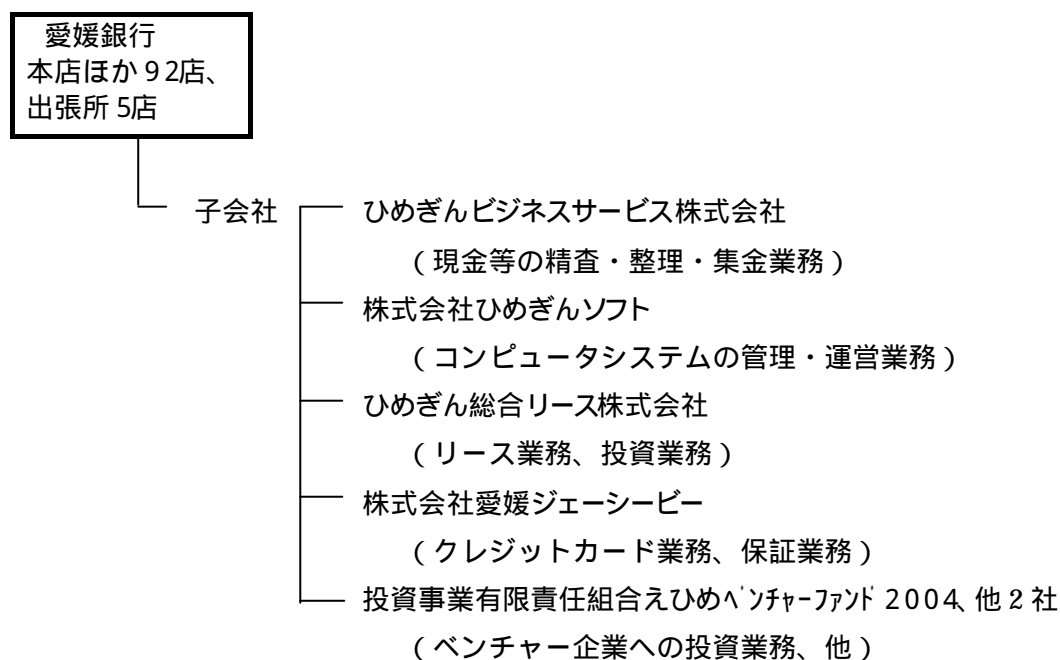 愛媛銀行
本店ほか92店、
出張所5店
子会社 ひめぎんビジネスサービス株式会社
(現金等の精査・整理・集金業務)
株式会社ひめぎんソフト
(コンピュータシステムの管理・運営業務)
ひめぎん総合リース株式会社
(リース業務、投資業務)
株式会社愛媛ジェーシービー
(クレジットカード業務、保証業務)
投資事業有限責任組合えひめベンチャーファンド2004、他2社
(ベンチャー企業への投資業務、他)